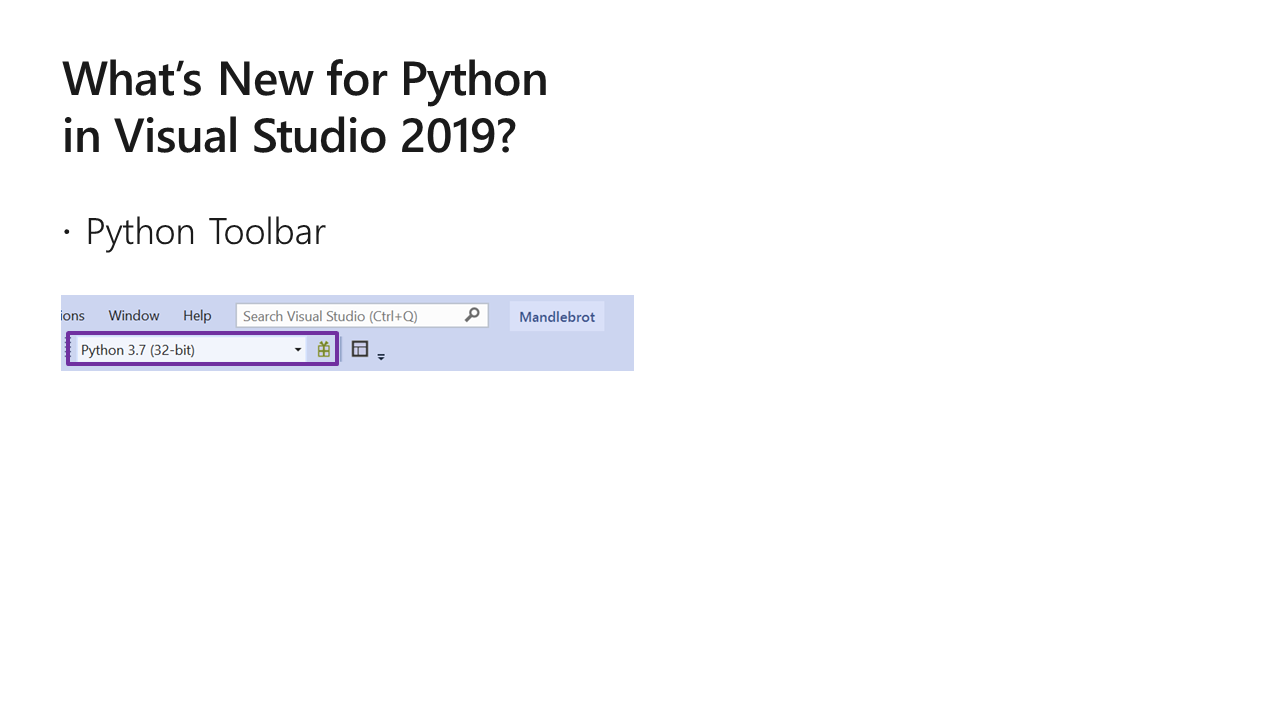 What's New for Python
in Visual Studio 2019?
• Python Toolbar
ions Window Help Search Visual Studio (Ctrl+Q) Mandlebrot
Python 3.7 (32-bit)